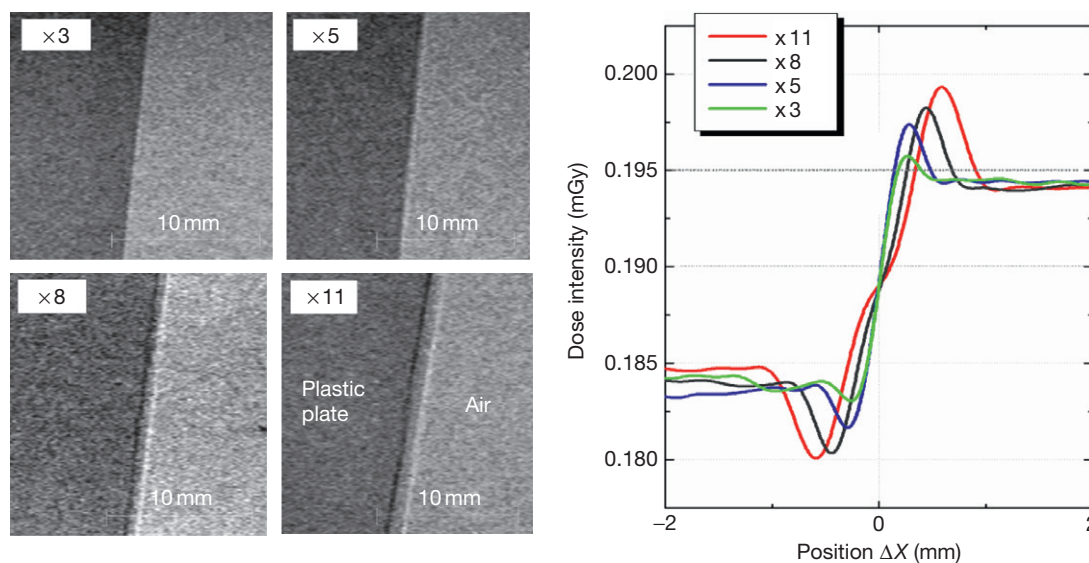 ×3
10 mm
×5
10 mm
×8
10 mm
×11
Plastic
plate
Air
10 mm
x 11
x 8
x 5
x 3
0.200
0.195
0.190
0.185
0.180
−2
0
2
Dose intensity (mGy)
Position ΔX (mm)